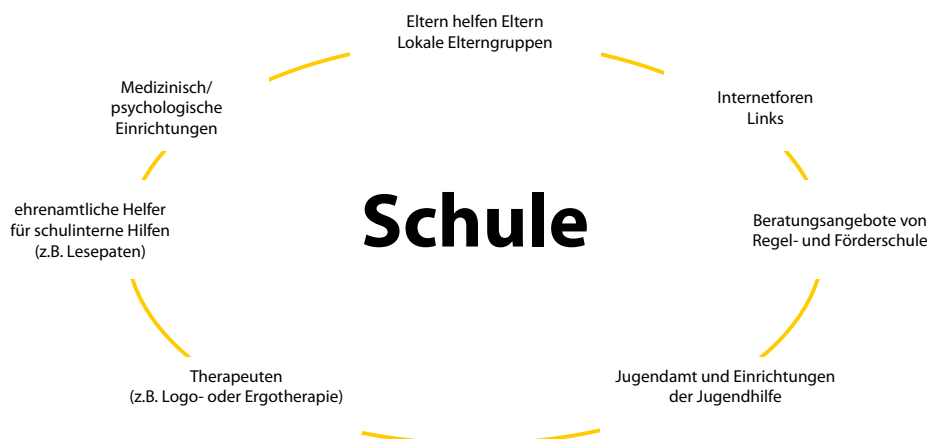 Eltern helfen Eltern
Lokale Elterngruppen
Medizinisch/
psychologische
Einrichtungen
Internetforen
Links
ehrenamtliche Helfer
für schulinterne Hilfen
(z.B. Lesepaten)
Schule
Beratungsangebote von
Regel- und Förderschule
Therapeuten
(z.B. Logo- oder Ergotherapie)
Jugendamt und Einrichtungen
der Jugendhilfe